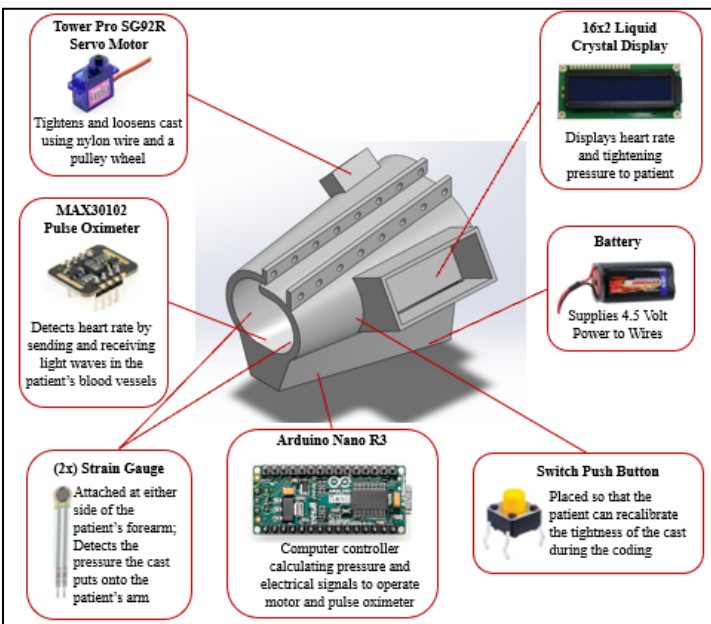 Tower Pro SG92R
Servo Motor
Tightens and loosens cast
using nylon wire and a
pulley wheel
16x2 Liquid
Crystal Display
Displays heart rate
and tightening
pressure to patient
MAX30102
Pulse Oximeter
Detects heart rate by
sending and receiving
light waves in the
patient's blood vessels
Battery
Supplies 4.5 Volt
Power to Wires
(2x) Strain Gauge
Attached at either
side of the
patient's forearm;
Detects the
pressure the cast
puts onto the
patient's arm
Arduino Nano R3
Computer controller
calculating pressure and
electrical signals to operate
motor and pulse oximeter
Switch Push Button
Placed so that the
patient can recalibrate
the tightness of the cast
during the coding